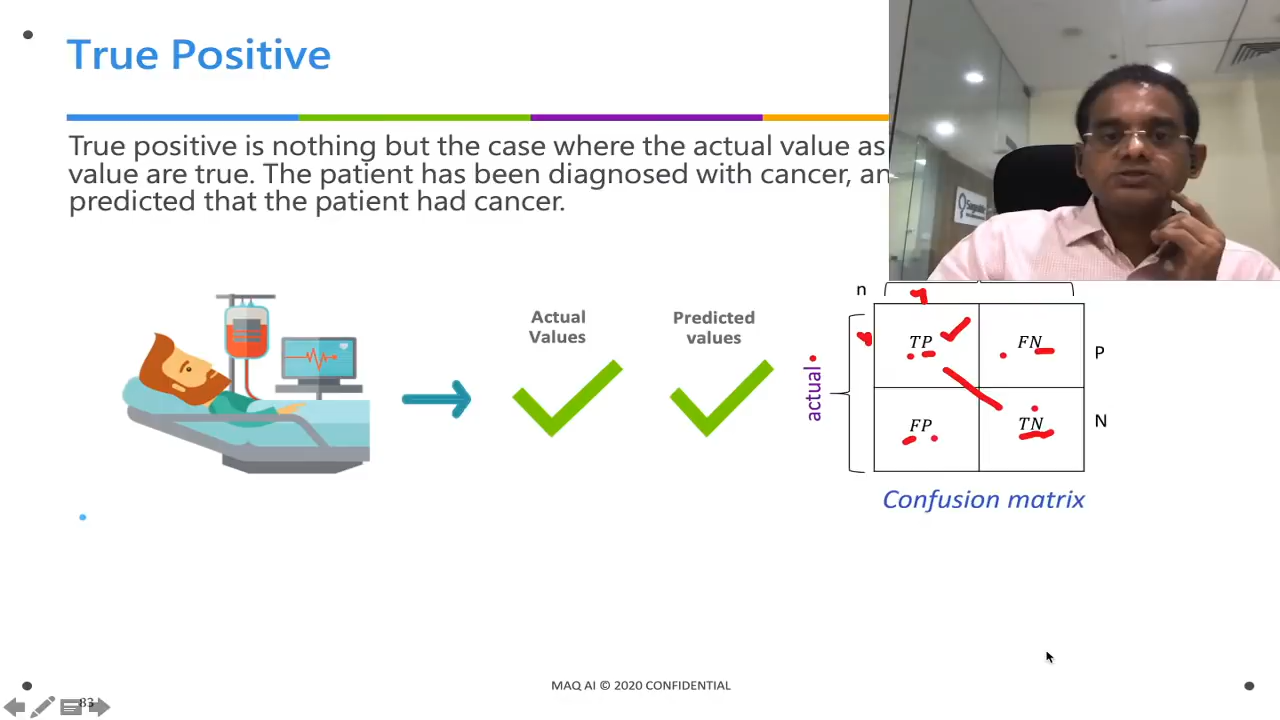 True Positive
True positive is nothing but the case where the actual value as
value are true. The patient has been diagnosed with cancer, an
predicted that the patient had cancer.
Actual
Values
Predicted
values
n
actual
TP
FN
P
FP
TN
N
Confusion matrix
MAQ AI © 2020 CONFIDENTIAL
83